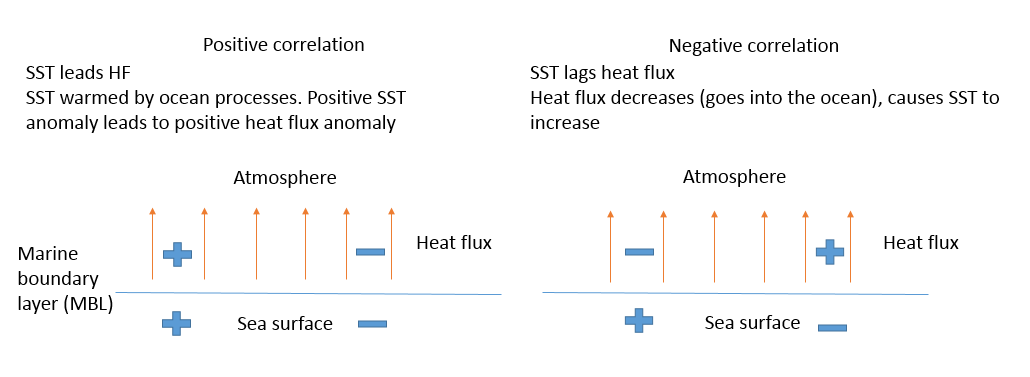 Positive correlation
SST leads HF
SST warmed by ocean processes. Positive SST
anomaly leads to positive heat flux anomaly
Atmosphere
Heat flux
Marine
boundary
layer (MBL)
Sea surface
Negative correlation
SST lags heat flux
Heat flux decreases (goes into the ocean), causes SST to
increase
Atmosphere
Heat flux
Sea surface